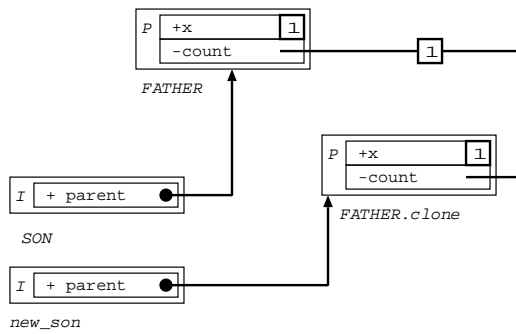 P +x 1
-count 1
FATHER
P +x 1
-count
FATHER.clone
I + parent
SON
I + parent
new_son